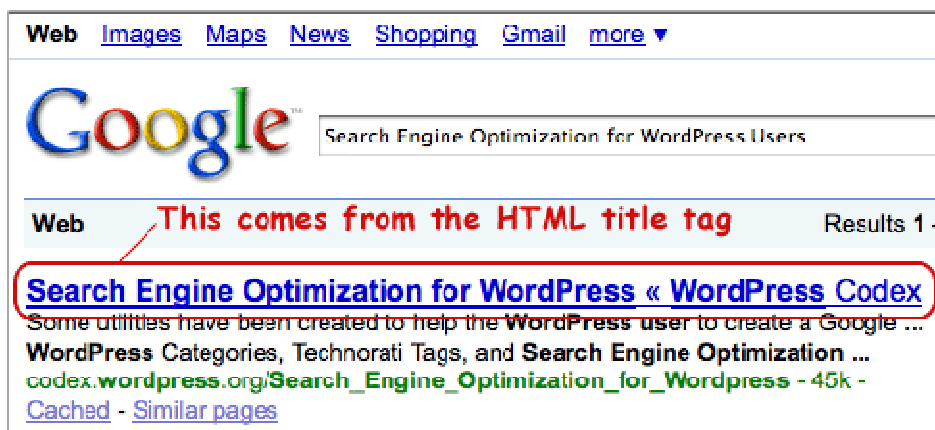 Web Images Maps News Shopping Gmail more ▼
Google™
Search Engine Optimization for WordPress Users
Web This comes from the HTML title tag Results 1 -
Search Engine Optimization for WordPress « WordPress Codex
Some utilities have been created to help the WordPress user to create a Google ...
WordPress Categories, Technorati Tags, and Search Engine Optimization ...
codex.wordpress.org/Search_Engine_Optimization_for_Wordpress - 45k -
Cached - Similar pages